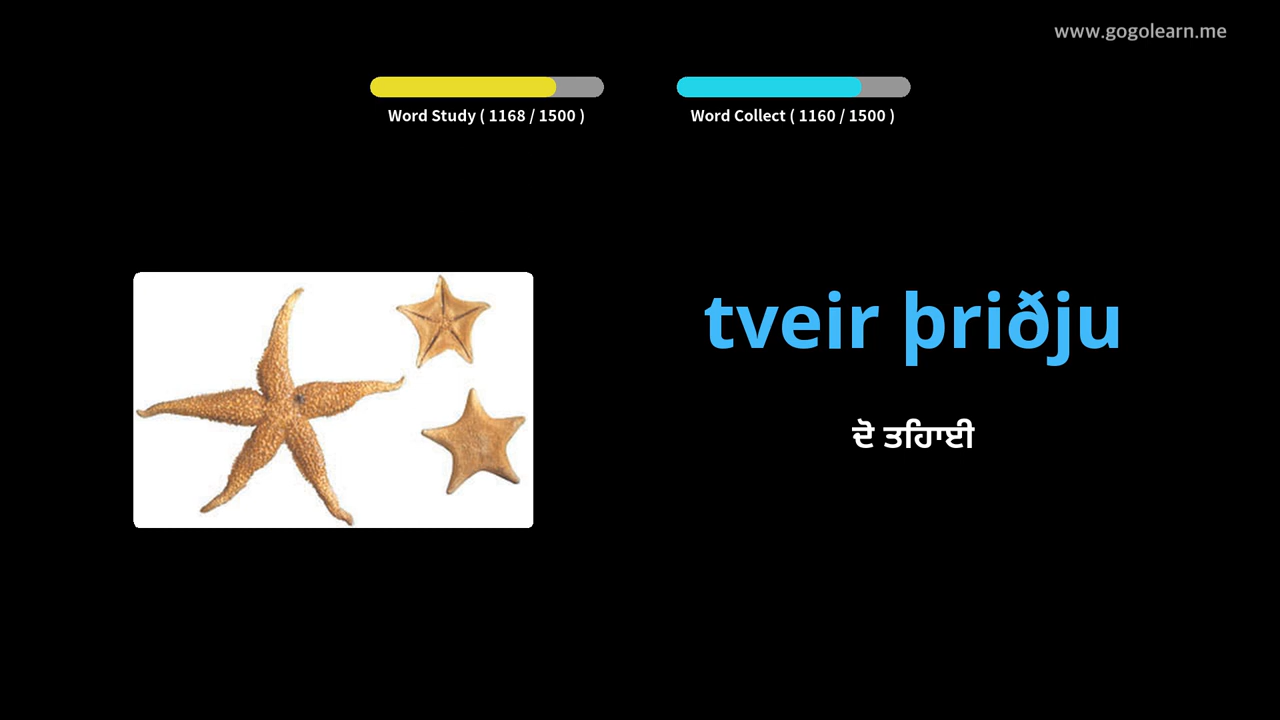 www.gogolearn.me
Word Study ( 1168 / 1500 )
Word Collect ( 1160 / 1500 )
tveir þriðju
ਦੋ ਤਿਹਾਈ